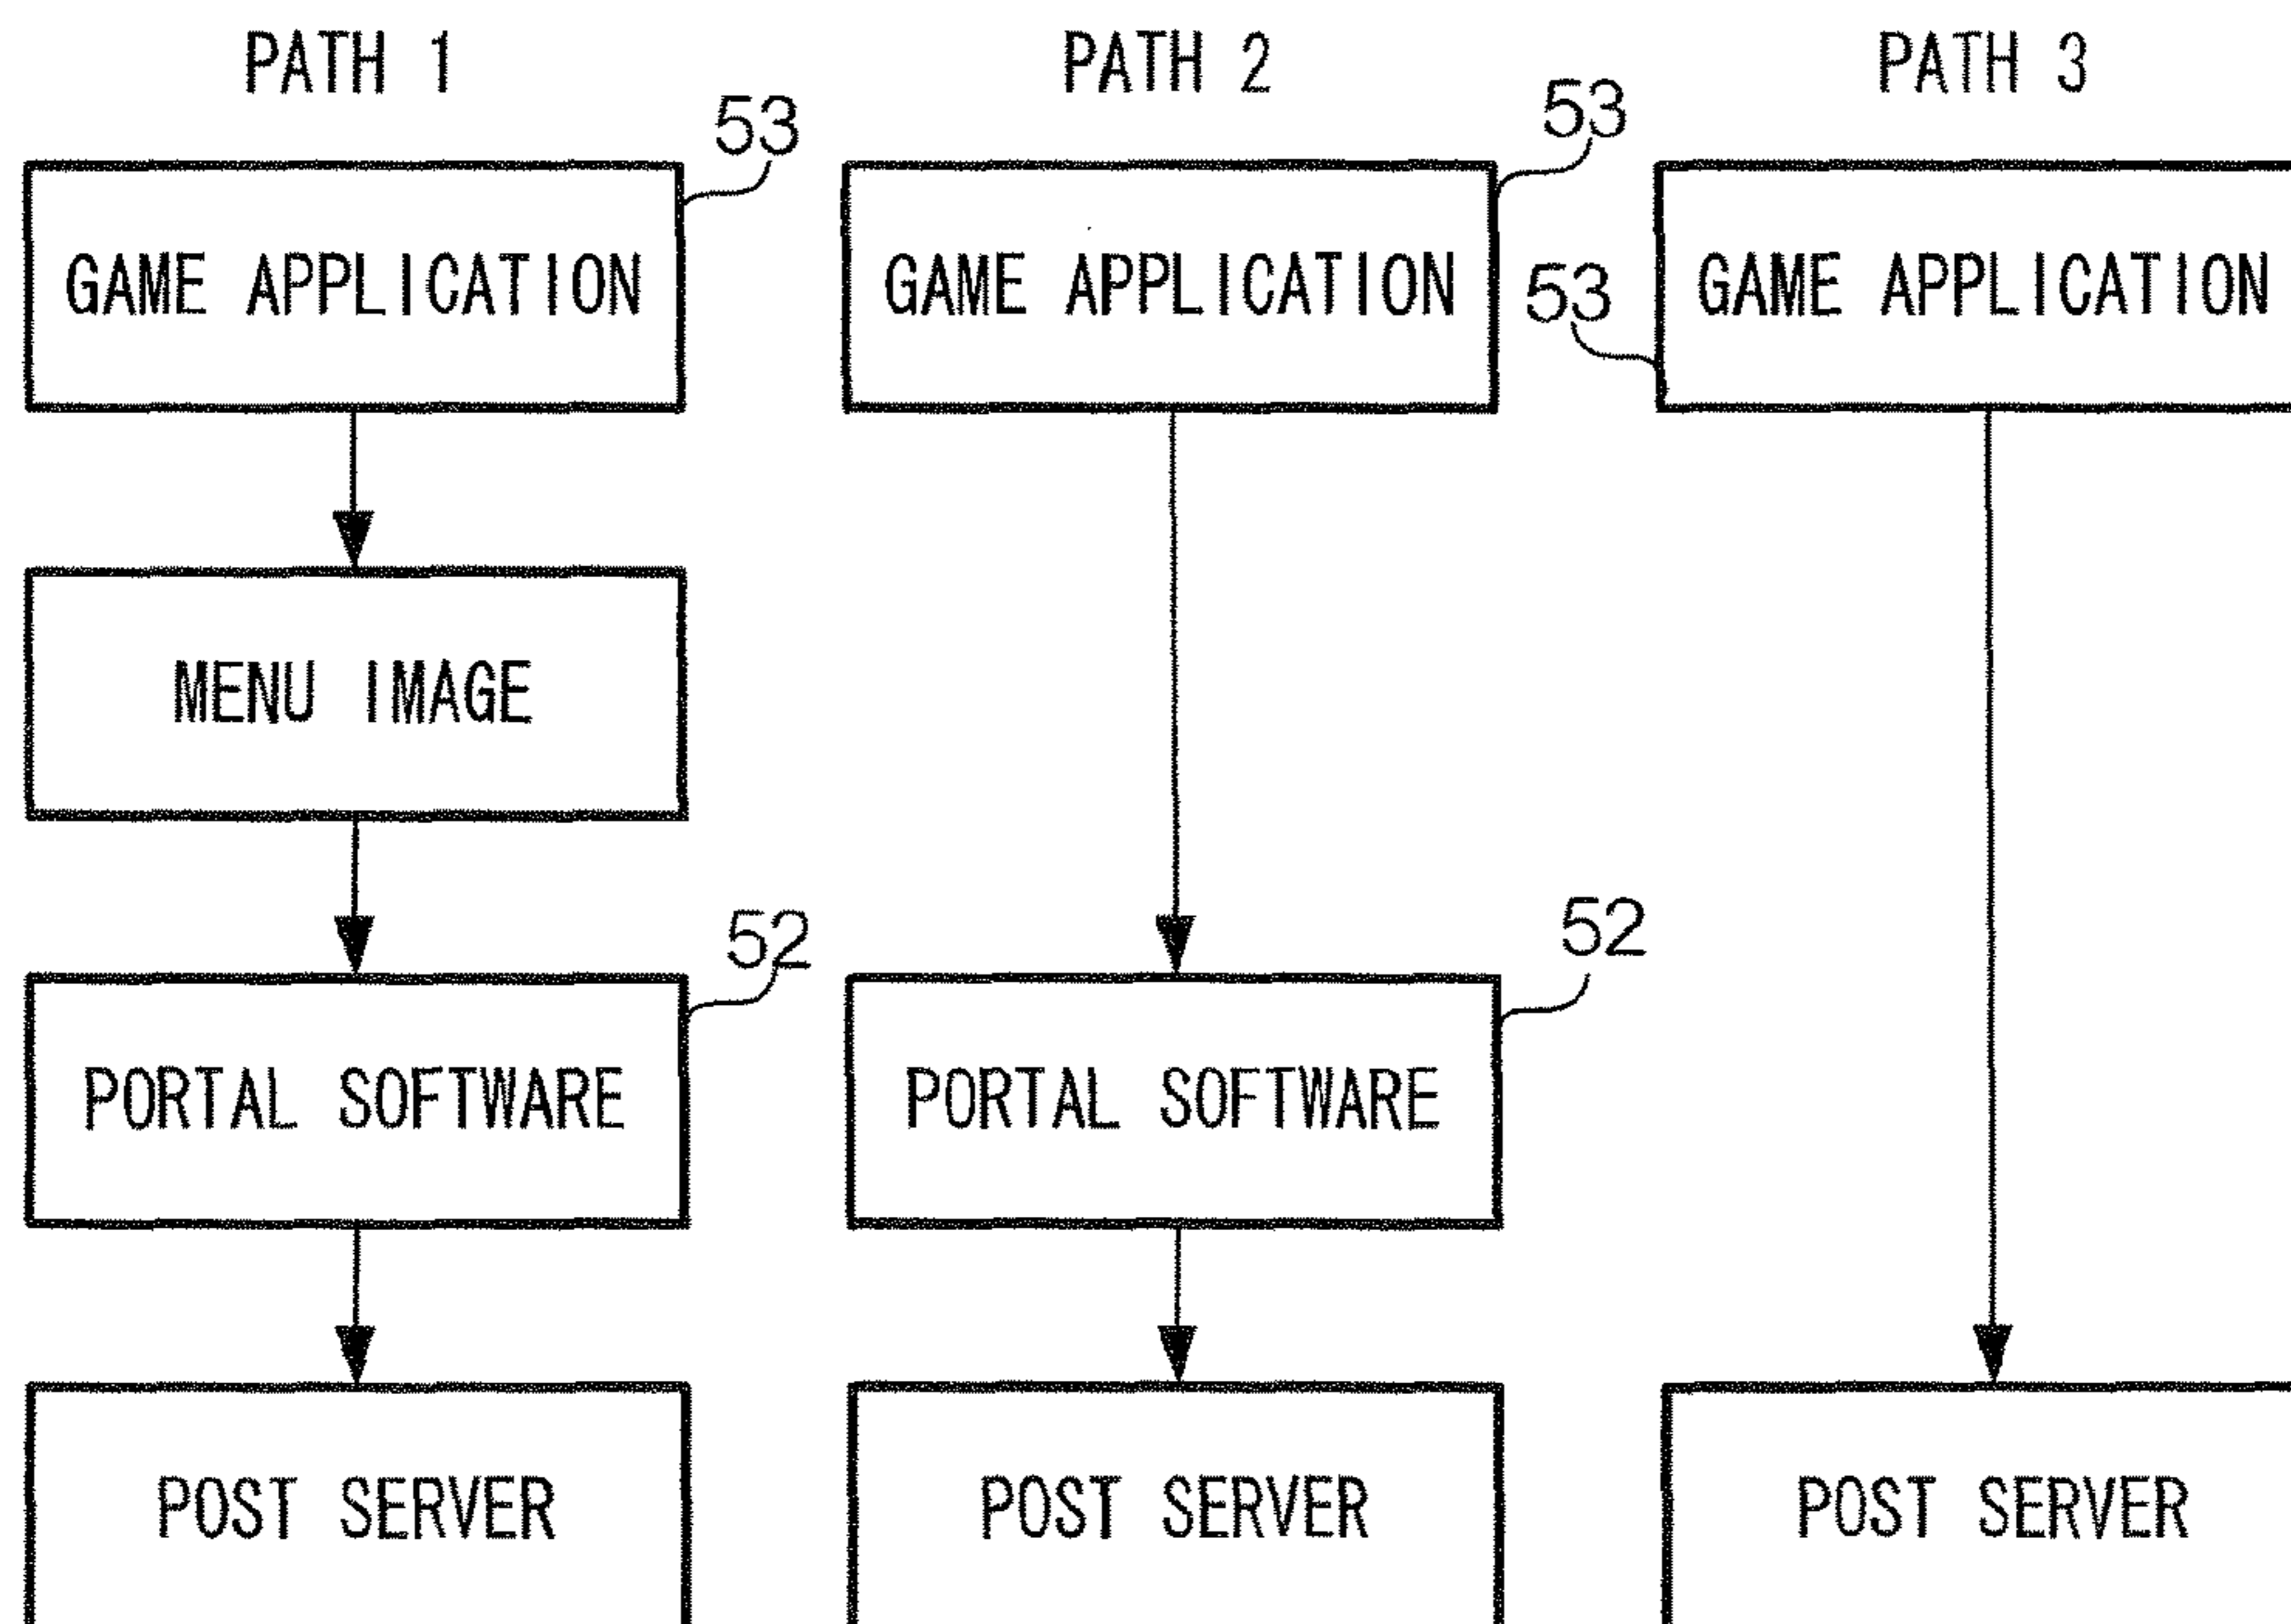 PATH 1
53
GAME APPLICATION
MENU IMAGE
52
PORTAL SOFTWARE
POST SERVER
PATH 2
53
GAME APPLICATION
52
PORTAL SOFTWARE
POST SERVER
PATH 3
53
GAME APPLICATION
POST SERVER